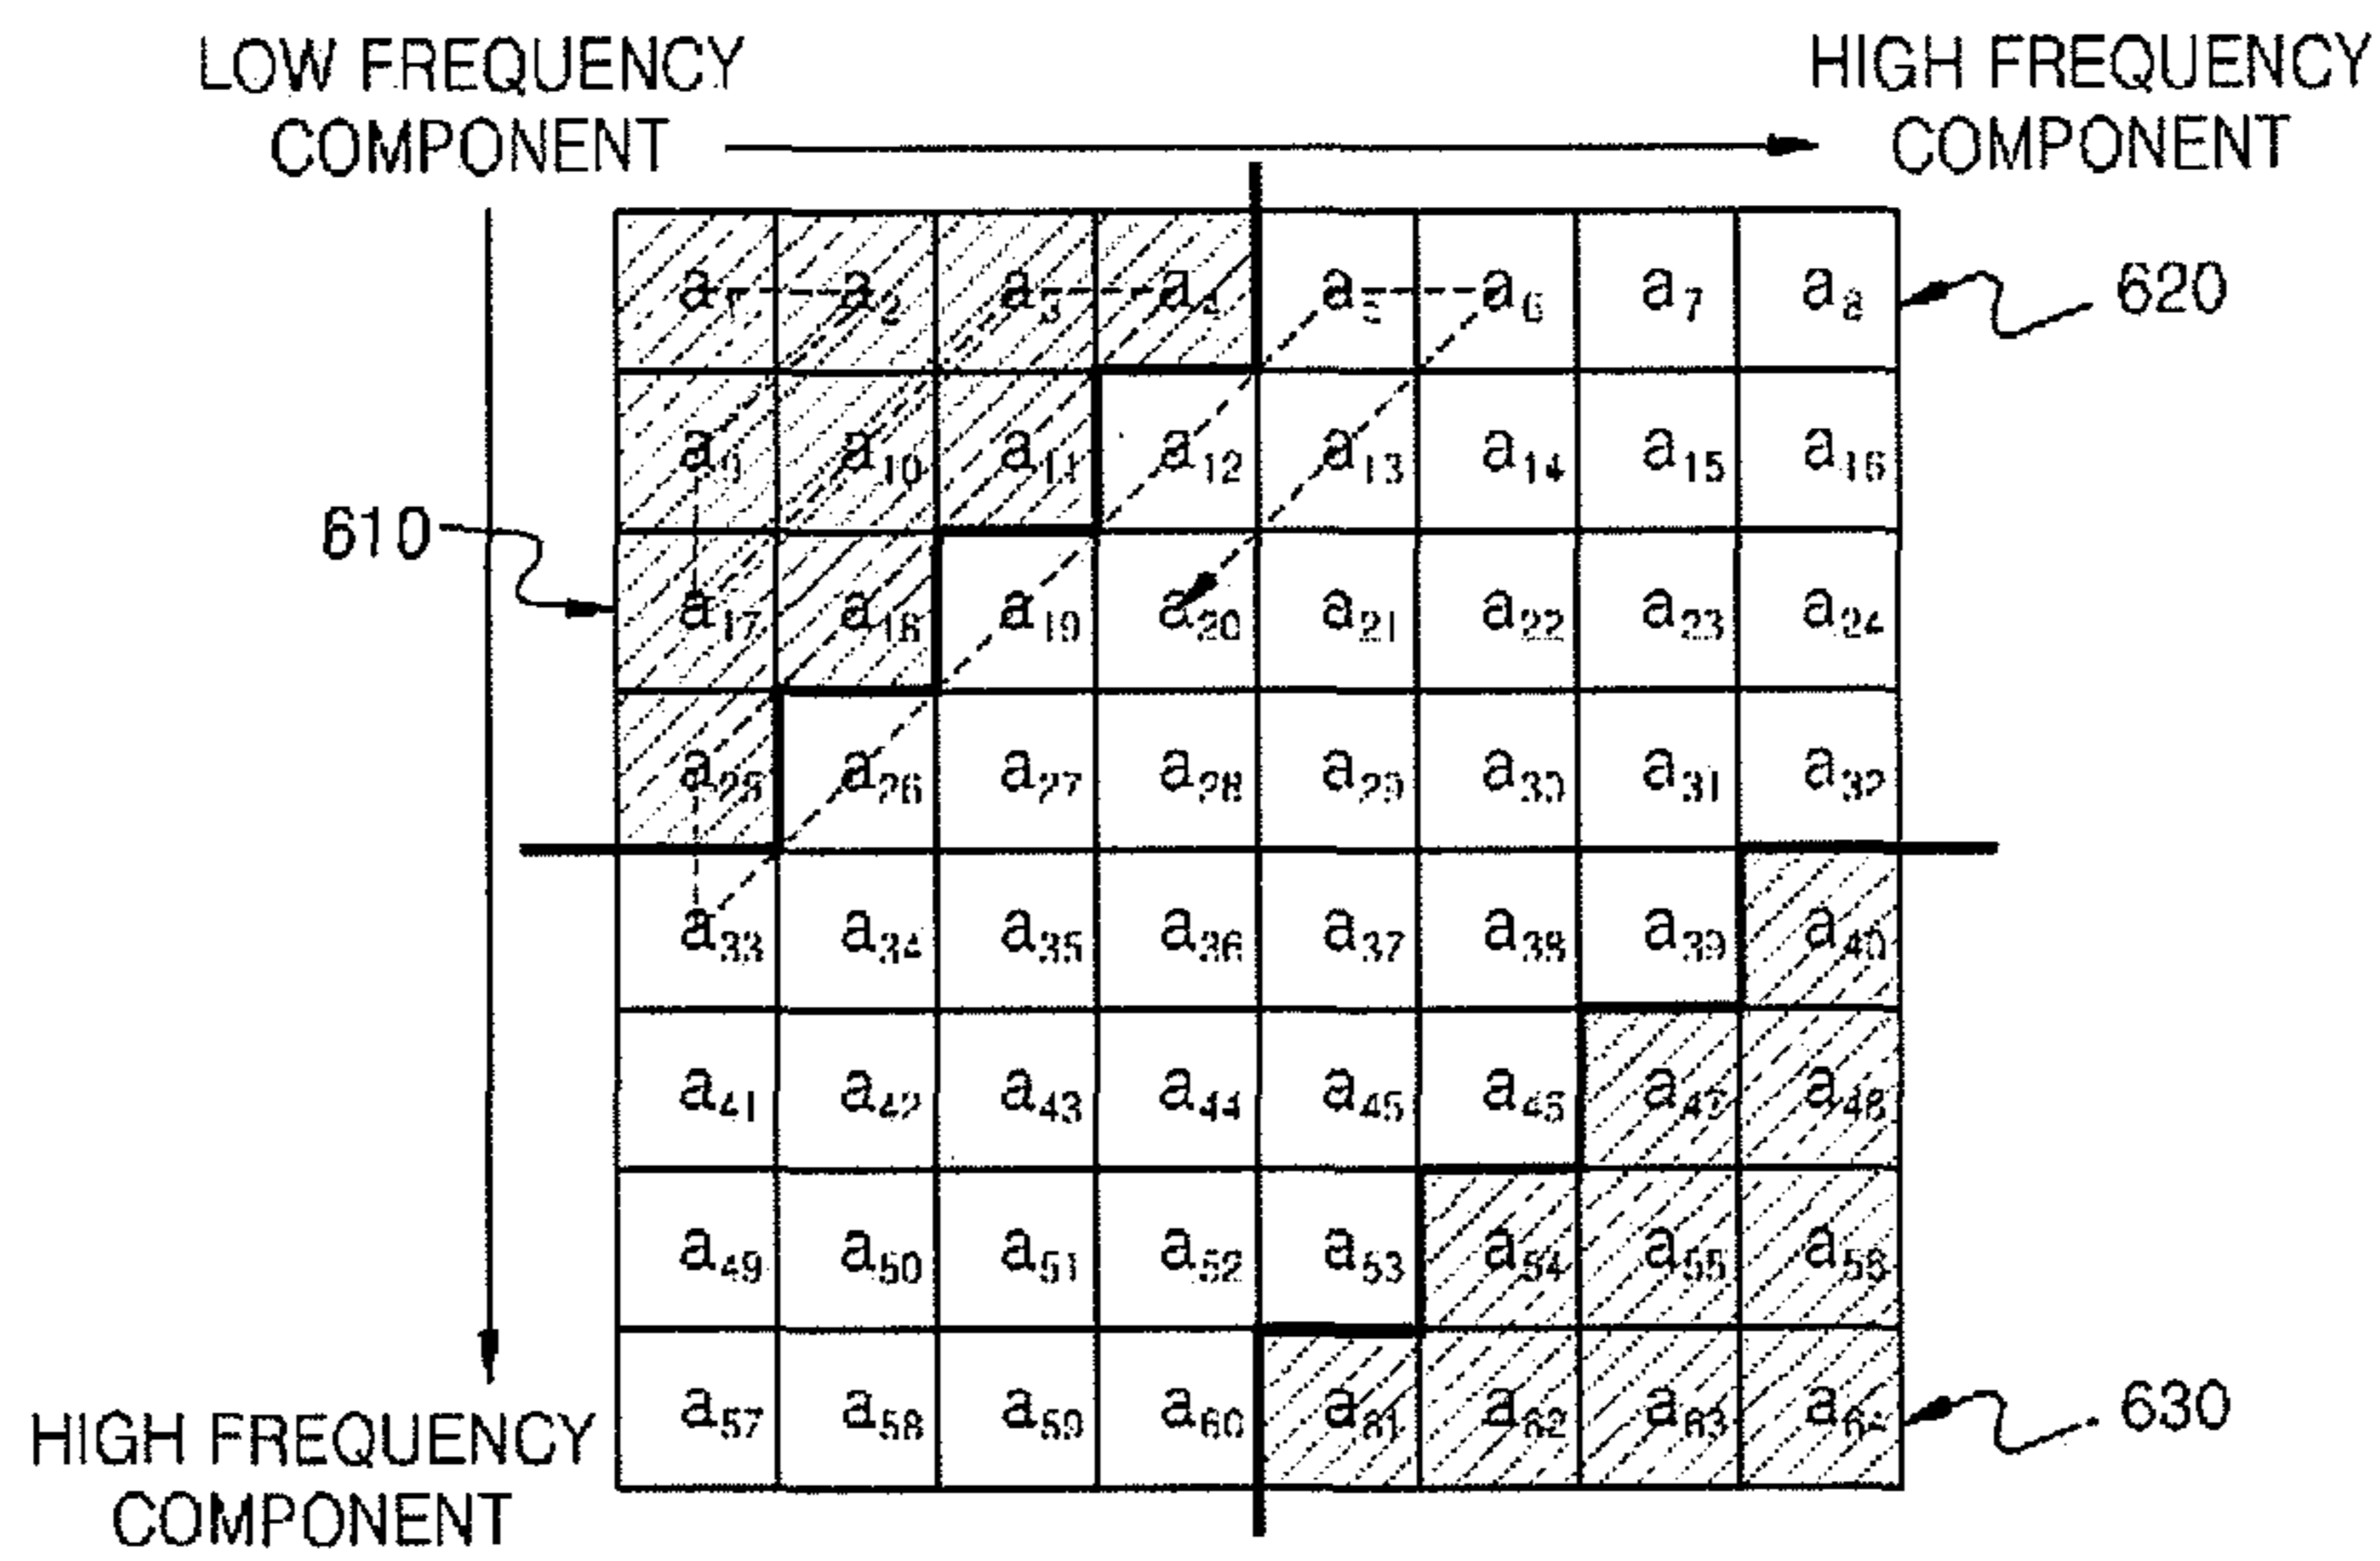 LOW FREQUENCY
COMPONENT
HIGH FREQUENCY
COMPONENT
a1 a2 a3 a4 a5 a6 a7 a8
620
a9 a10 a11 a12 a13 a14 a15 a16
610
a17 a18 a19 a20 a21 a22 a23 a24
a25 a26 a27 a28 a29 a30 a31 a32
a33 a34 a35 a36 a37 a38 a39 a40
a41 a42 a43 a44 a45 a46 a47 a48
a49 a50 a51 a52 a53 a54 a55 a56
a57 a58 a59 a60 a61 a62 a63 a64
630
HIGH FREQUENCY
COMPONENT